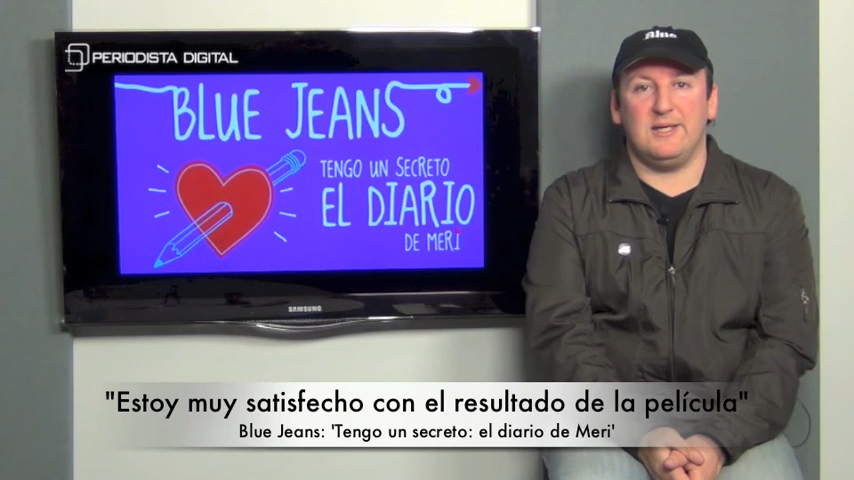 PERIODISTA DIGITAL
BLUE JEANS
TENGO UN SECRETO
EL DIARIO
DE MERI
SAMSUNG
Blue
"Estoy muy satisfecho con el resultado de la película"
Blue Jeans: 'Tengo un secreto: el diario de Meri'